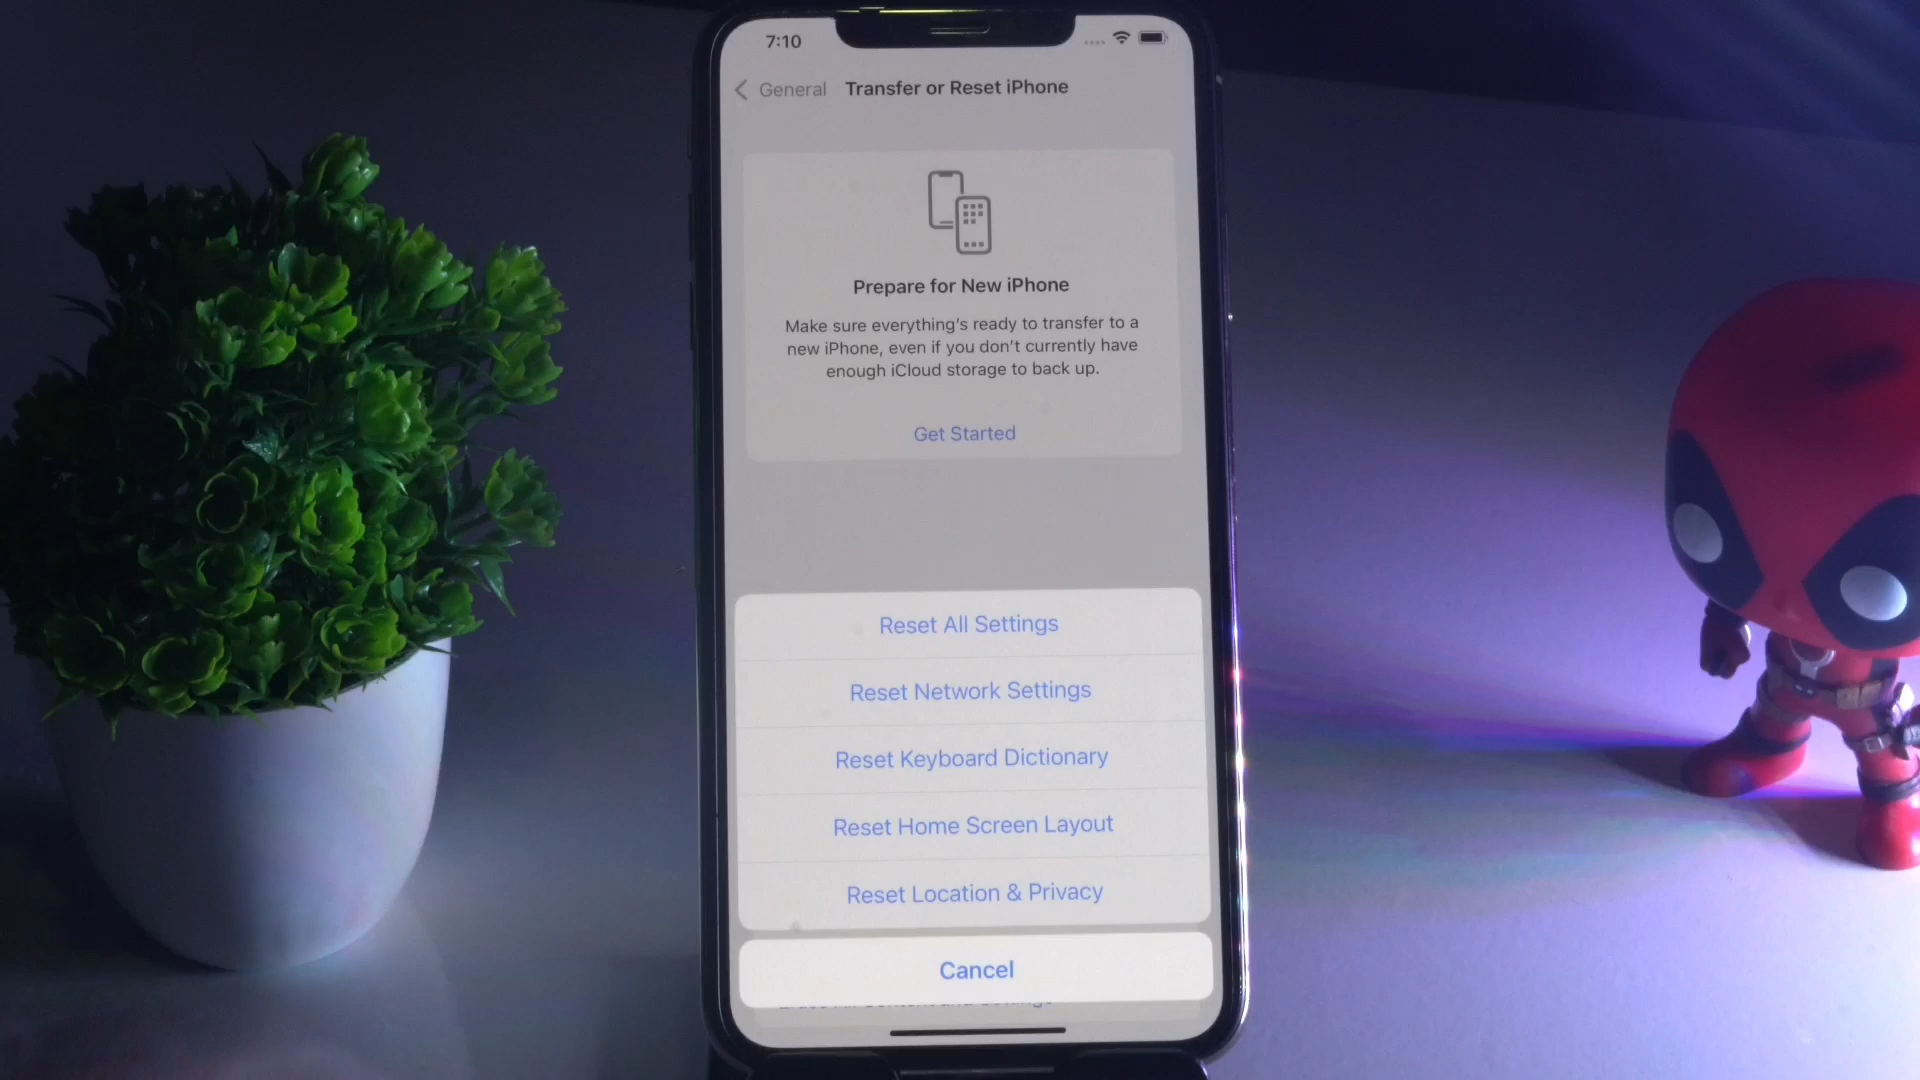 7:10
General
Transfer or Reset iPhone
Prepare for New iPhone
Make sure everything's ready to transfer to a
new iPhone, even if you don't currently have
enough iCloud storage to back up.
Get Started
Reset All Settings
Reset Network Settings
Reset Keyboard Dictionary
Reset Home Screen Layout
Reset Location & Privacy
Cancel